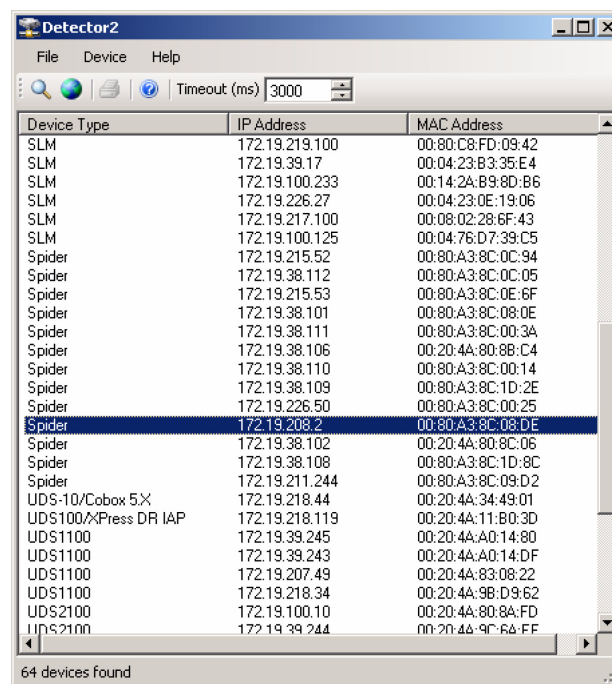 Detector2
File Device Help
Timeout (ms) 3000
Device Type IP Address MAC Address
SLM 172.19.219.100 00:80:C8:FD:09:42
SLM 172.19.39.17 00:04:23:B3:35:E4
SLM 172.19.100.233 00:14:2A:B9:8D:B6
SLM 172.19.226.27 00:04:23:0E:19:06
SLM 172.19.217.100 00:08:02:28:6F:43
SLM 172.19.100.125 00:04:76:D7:39:C5
Spider 172.19.215.52 00:80:A3:8C:0C:94
Spider 172.19.38.112 00:80:A3:8C:0C:05
Spider 172.19.215.53 00:80:A3:8C:0E:6F
Spider 172.19.38.101 00:80:A3:8C:08:0E
Spider 172.19.38.111 00:80:A3:8C:00:3A
Spider 172.19.38.106 00:20:4A:80:8B:C4
Spider 172.19.38.110 00:80:A3:8C:00:14
Spider 172.19.38.109 00:80:A3:8C:1D:2E
Spider 172.19.226.50 00:80:A3:8C:00:25
Spider 172.19.208.2 00:80:A3:8C:08:DE
Spider 172.19.38.102 00:20:4A:80:8C:06
Spider 172.19.38.108 00:80:A3:8C:1D:8C
Spider 172.19.211.244 00:80:A3:8C:09:D2
UDS-10/Cobox 5.X 172.19.218.44 00:20:4A:34:49:01
UDS100/XPress DR IAP 172.19.218.119 00:20:4A:11:B0:3D
UDS1100 172.19.39.245 00:20:4A:A0:14:80
UDS1100 172.19.39.243 00:20:4A:A0:14:DF
UDS1100 172.19.207.49 00:20:4A:83:08:22
UDS1100 172.19.218.34 00:20:4A:9B:D9:62
UDS2100 172.19.100.10 00:20:4A:80:8A:FD
UDS2100 172.19.39.244
64 devices found